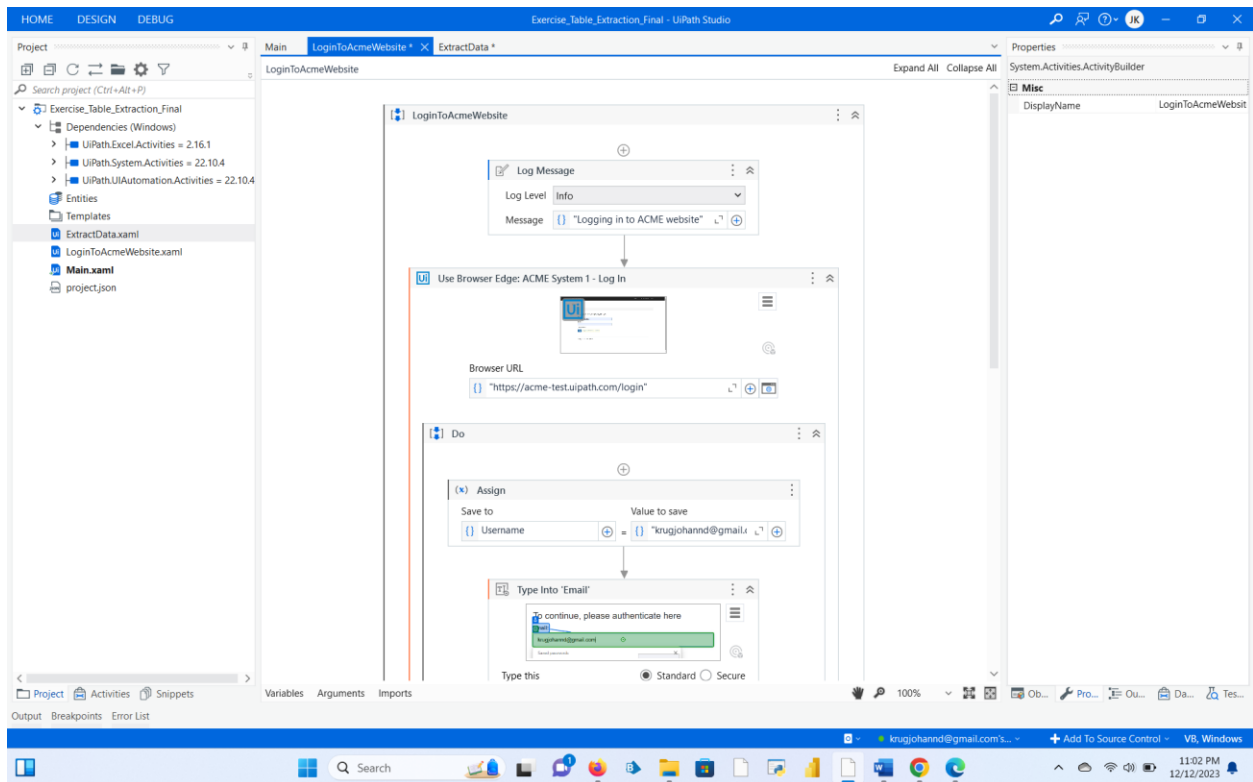 HOME DESIGN DEBUG
Exercise_Table_Extraction_Final - UiPath Studio
JK
Project
Search project (Ctrl+Alt+P)
Exercise_Table_Extraction_Final
Dependencies (Windows)
UiPath.Excel.Activities = 2.16.1
UiPath.System.Activities = 22.10.4
UiPath.UIAutomation.Activities = 22.10.4
Entities
Templates
ExtractData.xaml
LoginToAcmeWebsite.xaml
Main.xaml
project.json
Project Activities Snippets
Main LoginToAcmeWebsite * ExtractData *
LoginToAcmeWebsite
Expand All Collapse All
LoginToAcmeWebsite
Log Message
Log Level Info
Message "Logging in to ACME website"
Use Browser Edge: ACME System 1 - Log In
Ui
Browser URL
"https://acme-test.uipath.com/login"
Do
Assign
Save to Value to save
Username = "krugjohannd@gmail.c
Type Into 'Email'
To continue, please authenticate here
krugjohannd@gmail.com
Type this Standard Secure
Variables Arguments Imports
100%
Properties
System.Activities.ActivityBuilder
Misc
DisplayName LoginToAcmeWebsit
Ob... Pro... Ou... Da... Tes...
Output Breakpoints Error List
krugjohannd@gmail.com's...
Add To Source Control
VB, Windows
Search
11:02 PM
12/12/2023